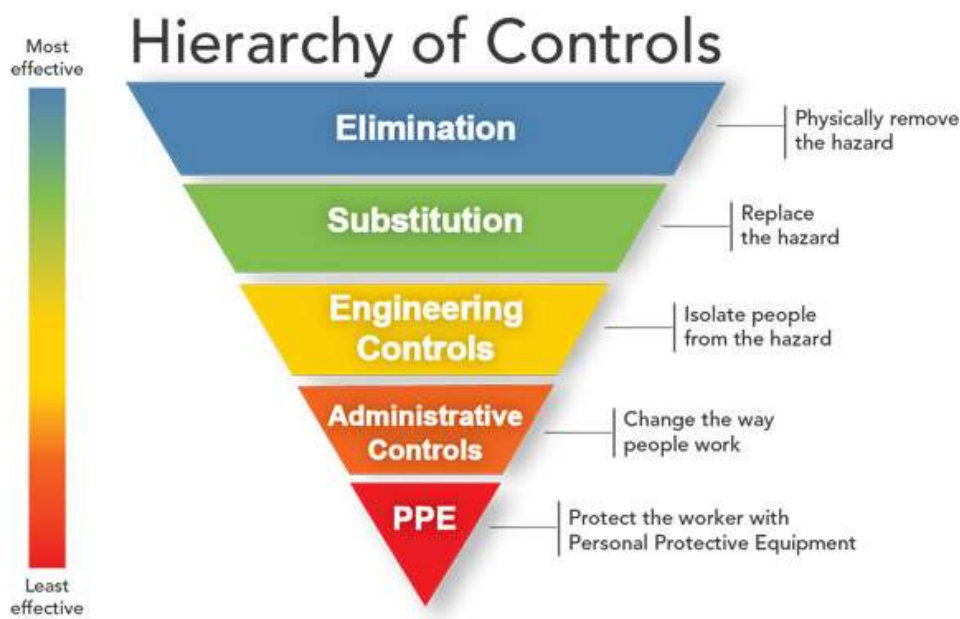 Hierarchy of Controls
Most
effective
Elimination
Physically remove
the hazard
Substitution
Replace
the hazard
Engineering
Controls
Isolate people
from the hazard
Administrative
Controls
Change the way
people work
PPE
Protect the worker with
Personal Protective Equipment
Least
effective